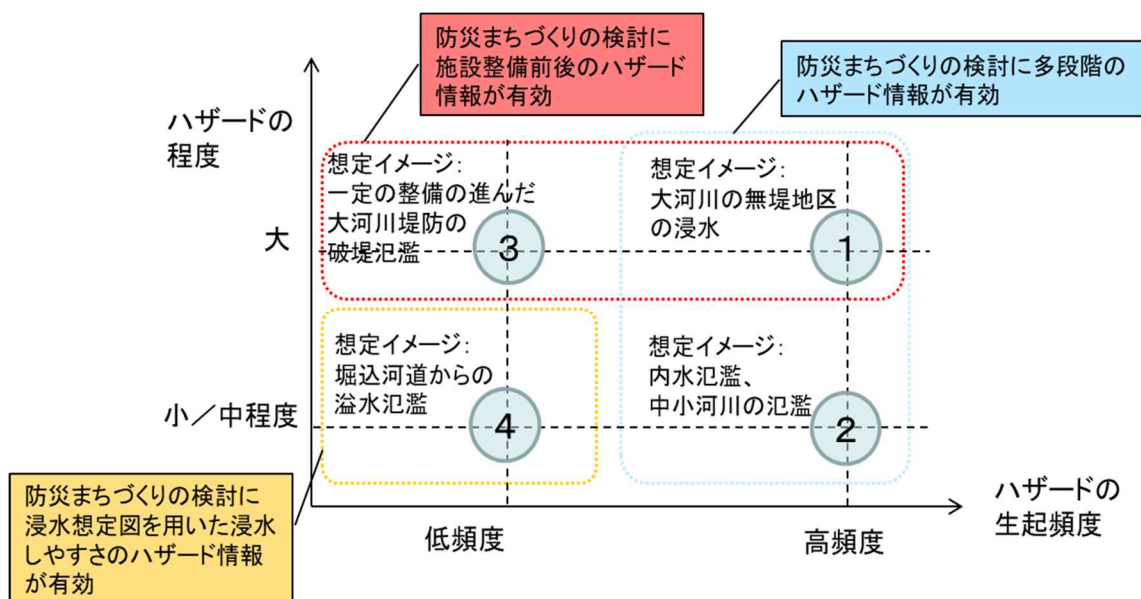 防災まちづくりの検討に
施設整備前後のハザード
情報が有効
防災まちづくりの検討に多段階の
ハザード情報が有効
ハザードの
程度
想定イメージ:
一定の整備の進んだ
大河川堤防の
破堤氾濫
想定イメージ:
大河川の無堤地区
の浸水
大
3
1
想定イメージ:
堀込河道からの
溢水氾濫
想定イメージ:
内水氾濫、
中小河川の氾濫
小/中程度
4
2
防災まちづくりの検討に
浸水想定図を用いた浸水
しやすさのハザード情報
が有効
低頻度
高頻度
ハザードの
生起頻度